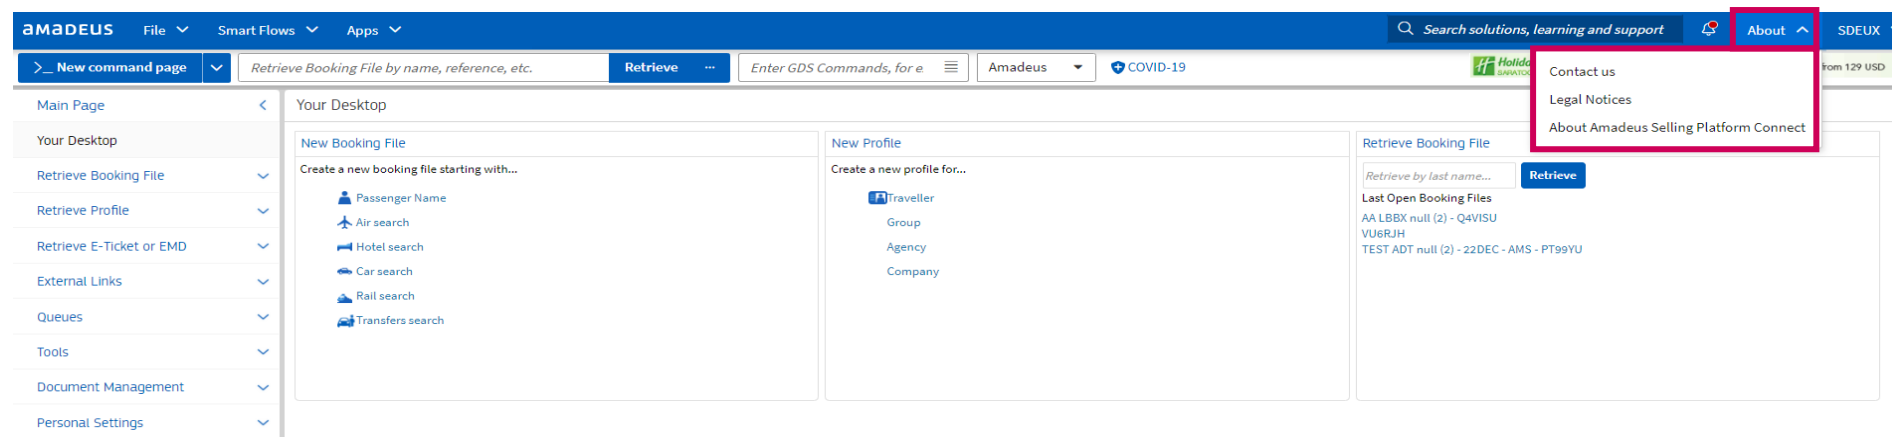 aMaDEUS File Smart Flows Apps Search solutions, learning and support About SDEUX
>_ New command page Retrieve Booking File by name, reference, etc. Retrieve ... Enter GDS Commands, for e Amadeus COVID-19 Holida from 129 USD
SARATOG
Contact us
Legal Notices
About Amadeus Selling Platform Connect
Main Page
Your Desktop
Retrieve Booking File
Retrieve Profile
Retrieve E-Ticket or EMD
External Links
Queues
Tools
Document Management
Personal Settings
Your Desktop
New Booking File
Create a new booking file starting with...
Passenger Name
Air search
Hotel search
Car search
Rail search
Transfers search
New Profile
Create a new profile for...
Traveller
Group
Agency
Company
Retrieve Booking File
Retrieve by last name... Retrieve
Last Open Booking Files
AA LBBX null (2) - Q4VISU
VU6RJH
TEST ADT null (2) - 22DEC - AMS - PT99YU